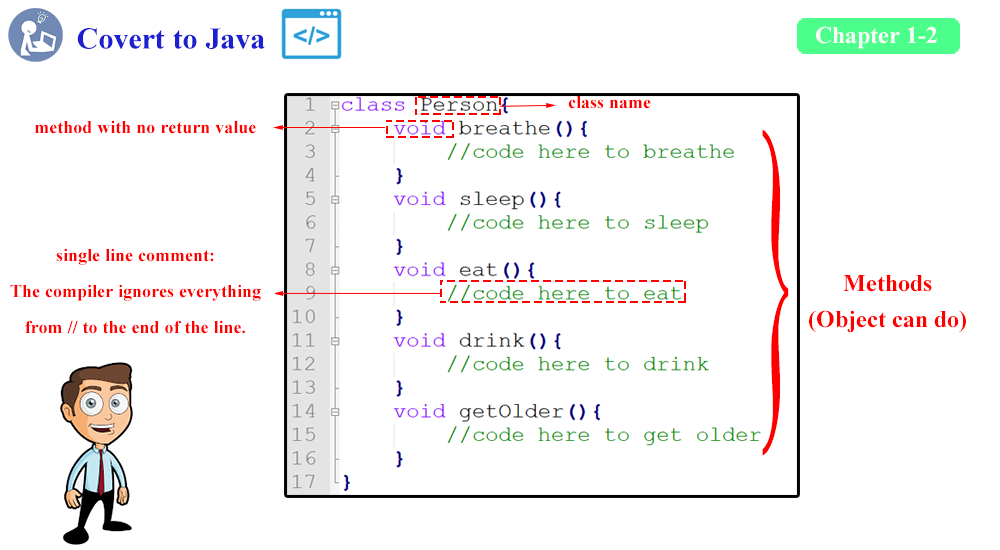 Covert to Java
</>
Chapter 1-2
1 class Person{
class name
method with no return value
2 void breathe(){
3 //code here to breathe
4 }
5 void sleep(){
6 //code here to sleep
7 }
8 void eat(){
9 //code here to eat
10 }
11 void drink(){
12 //code here to drink
13 }
14 void getOlder(){
15 //code here to get older
16 }
17 }
single line comment:
The compiler ignores everything
from // to the end of the line.
Methods
(Object can do)